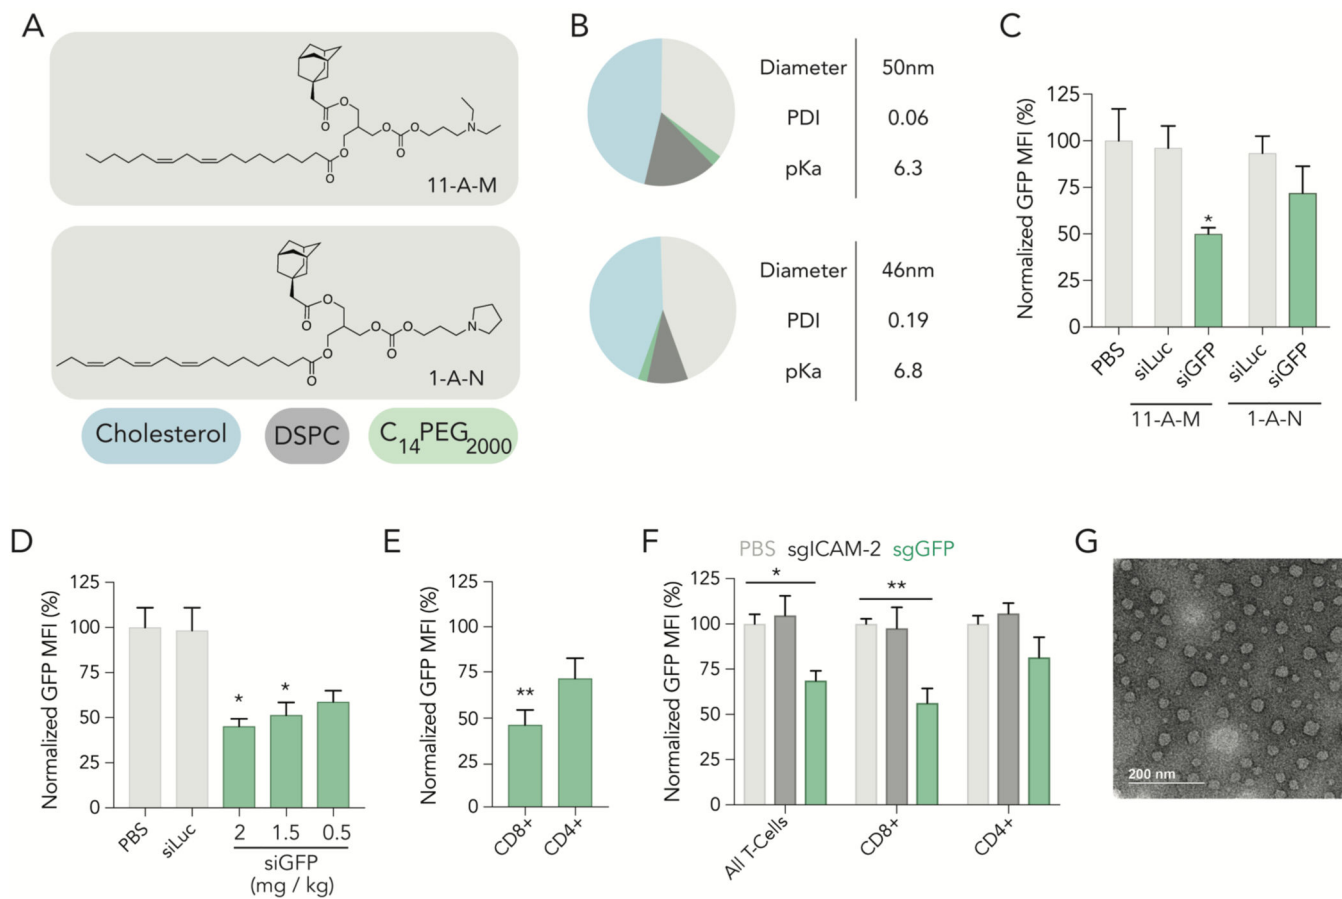 A
O
O
O
O
O
O
O
N
11-A-M
O
O
O
O
O
O
O
N
1-A-N
Cholesterol
DSPC
C14PEG2000
B
Diameter 50nm
PDI 0.06
pKa 6.3
Diameter 46nm
PDI 0.19
pKa 6.8
C
Normalized GFP MFI (%)
125
100
75
50
25
0
*
PBS
siLuc
siGFP
siLuc
siGFP
11-A-M
1-A-N
D
Normalized GFP MFI (%)
125
100
75
50
25
0
* *
PBS
siLuc
2 1.5 0.5
siGFP
(mg / kg)
E
Normalized GFP MFI (%)
125
100
75
50
25
0
**
CD8+
CD4+
F
PBS sgICAM-2 sgGFP
Normalized GFP MFI (%)
125
100
75
50
25
0
* **
All T-Cells
CD8+
CD4+
G
200 nm